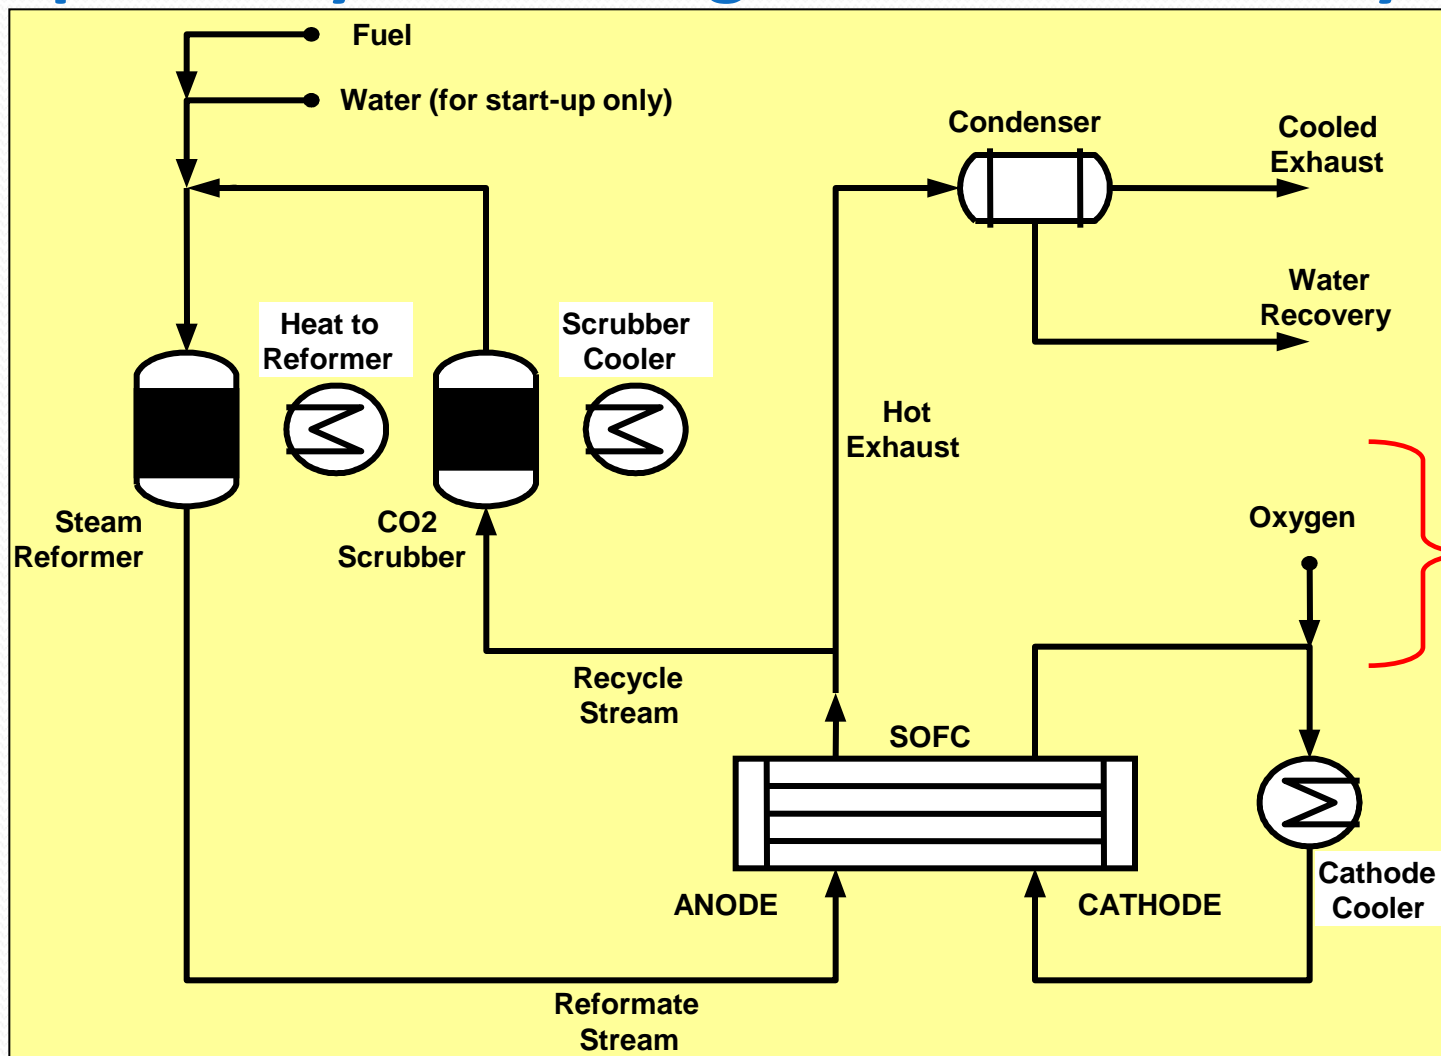 Fuel
Water (for start-up only)
Condenser
Cooled
Exhaust
Water
Recovery
Heat to
Reformer
Scrubber
Cooler
Hot
Exhaust
Steam
Reformer
CO2
Scrubber
Oxygen
Recycle
Stream
SOFC
Cathode
Cooler
ANODE
CATHODE
Reformate
Stream